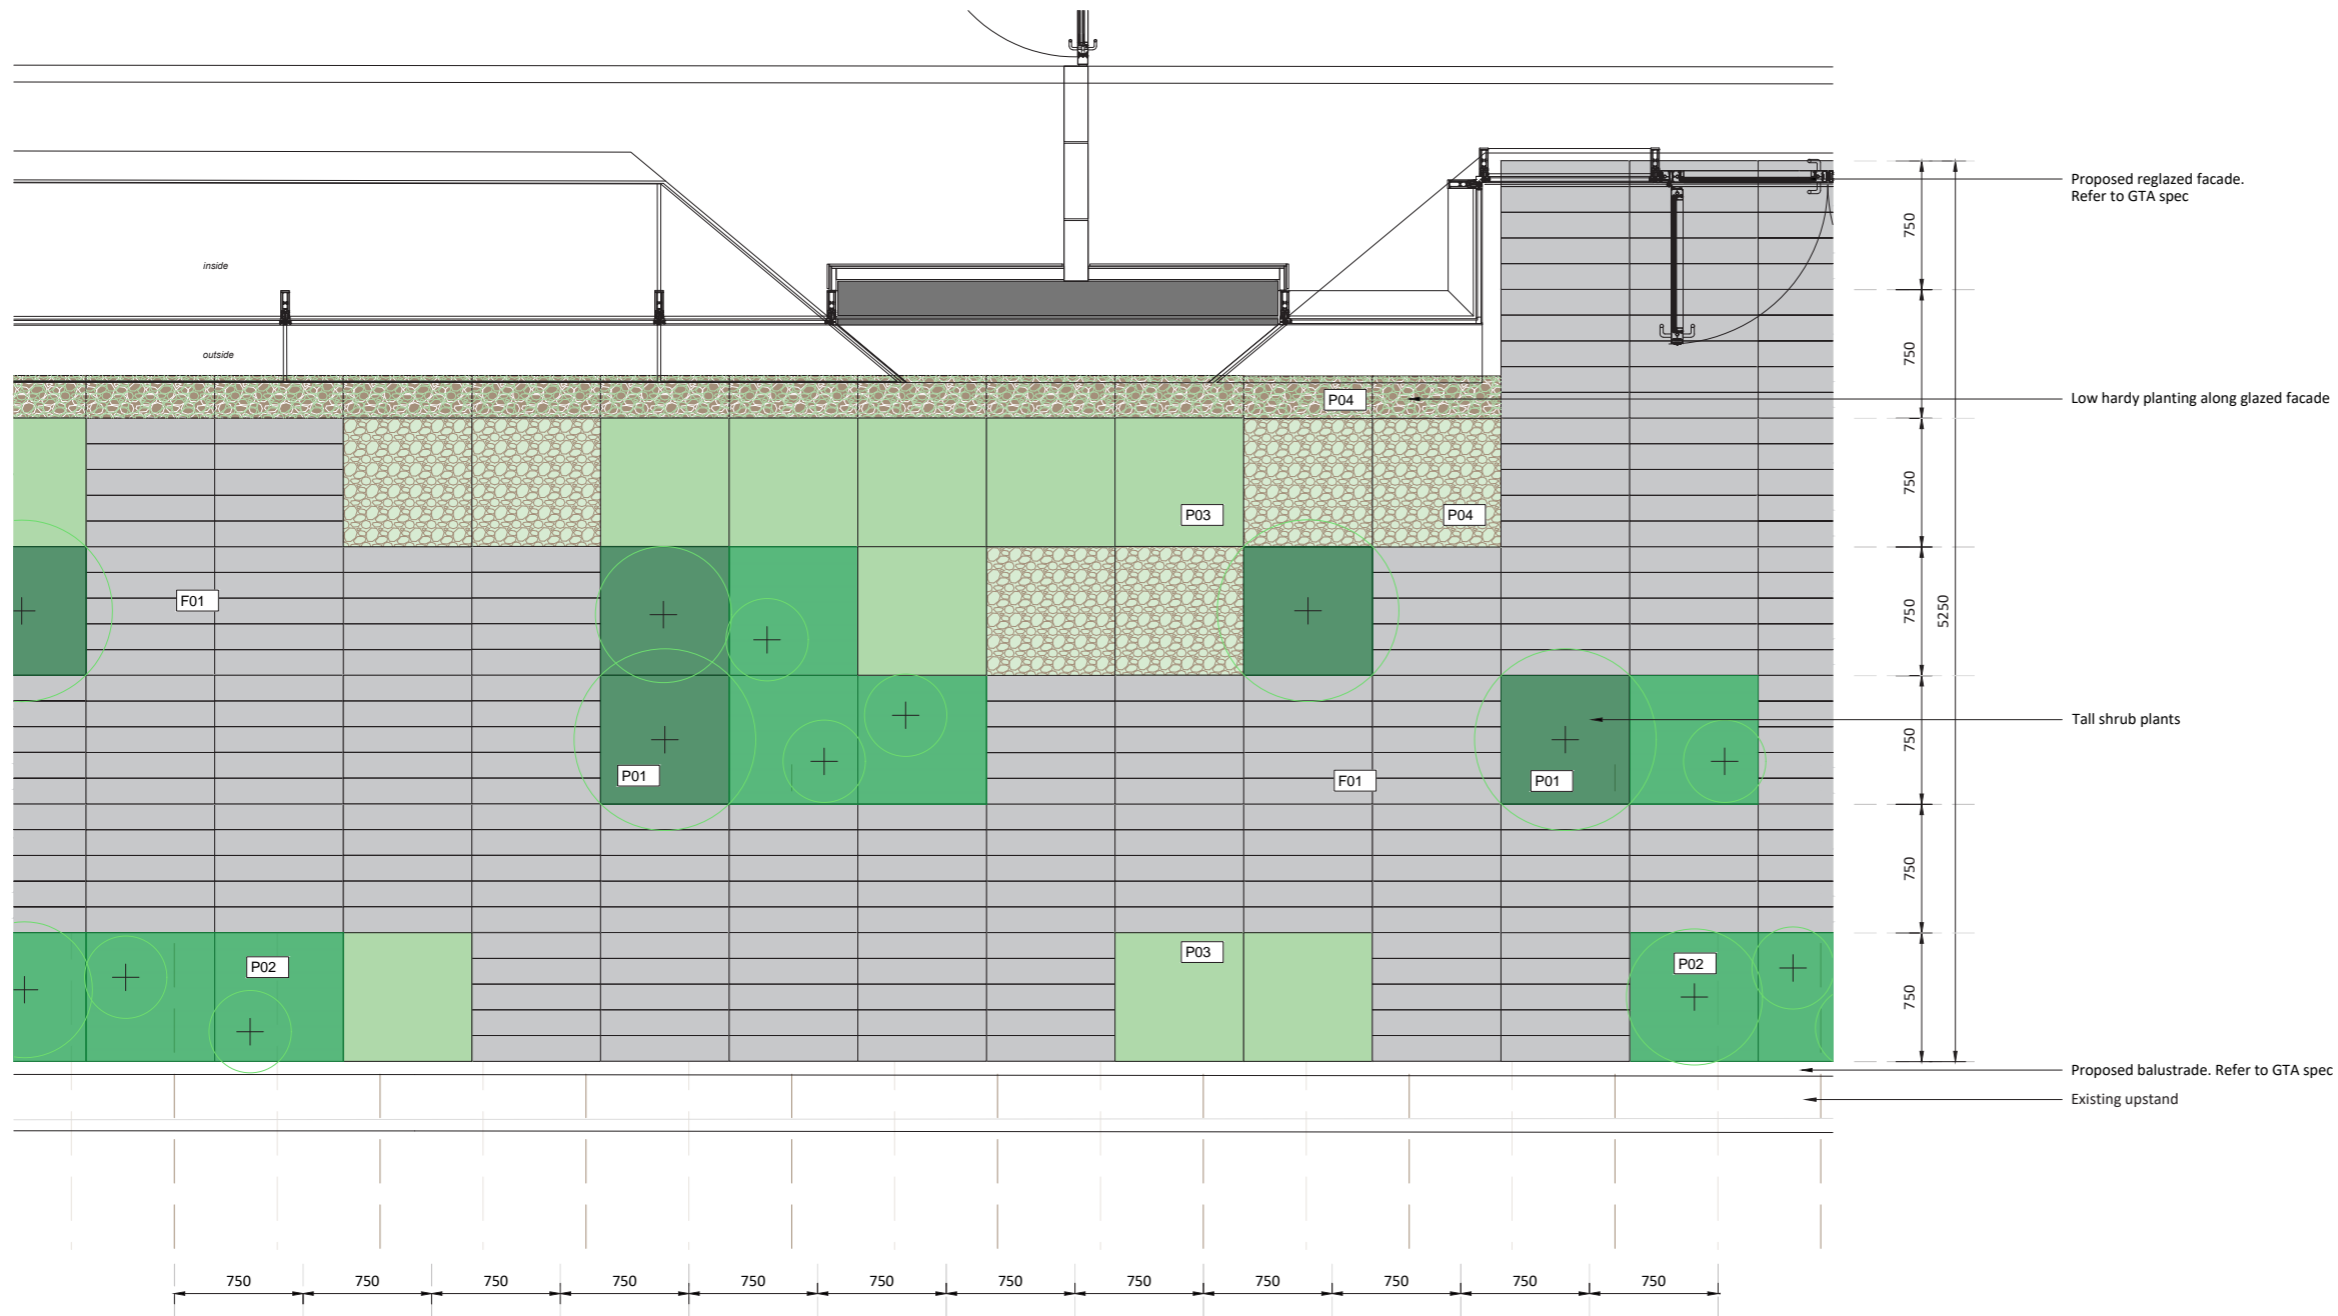 Proposed reglazed facade.
Refer to GTA spec
750
inside
750
outside
P04
Low hardy planting along glazed facade
P03
P04
750
F01
750
5250
Tall shrub plants
750
P01
F01
P01
750
P02
P03
P02
750
Proposed balustrade. Refer to GTA spec
Existing upstand
750 750 750 750 750 750 750 750 750 750 750 750